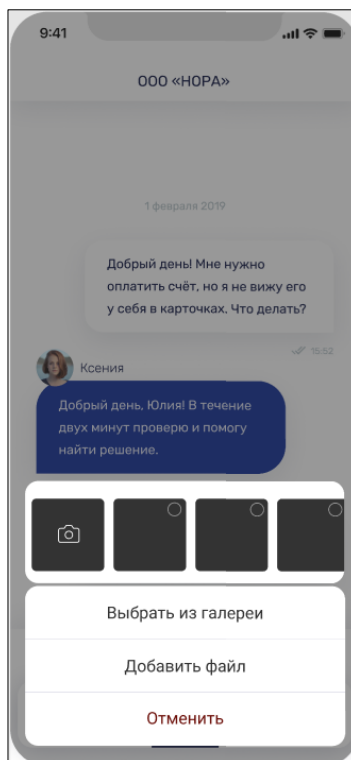 9:41
ООО «НОРА»
1 февраля 2019
Добрый день! Мне нужно
оплатить счёт, но я не вижу его
у себя в карточках. Что делать?
16:52
Ксения
Добрый день, Юлия! В течение
двух минут проверю и помогу
найти решение.
Выбрать из галереи
Добавить файл
Отменить